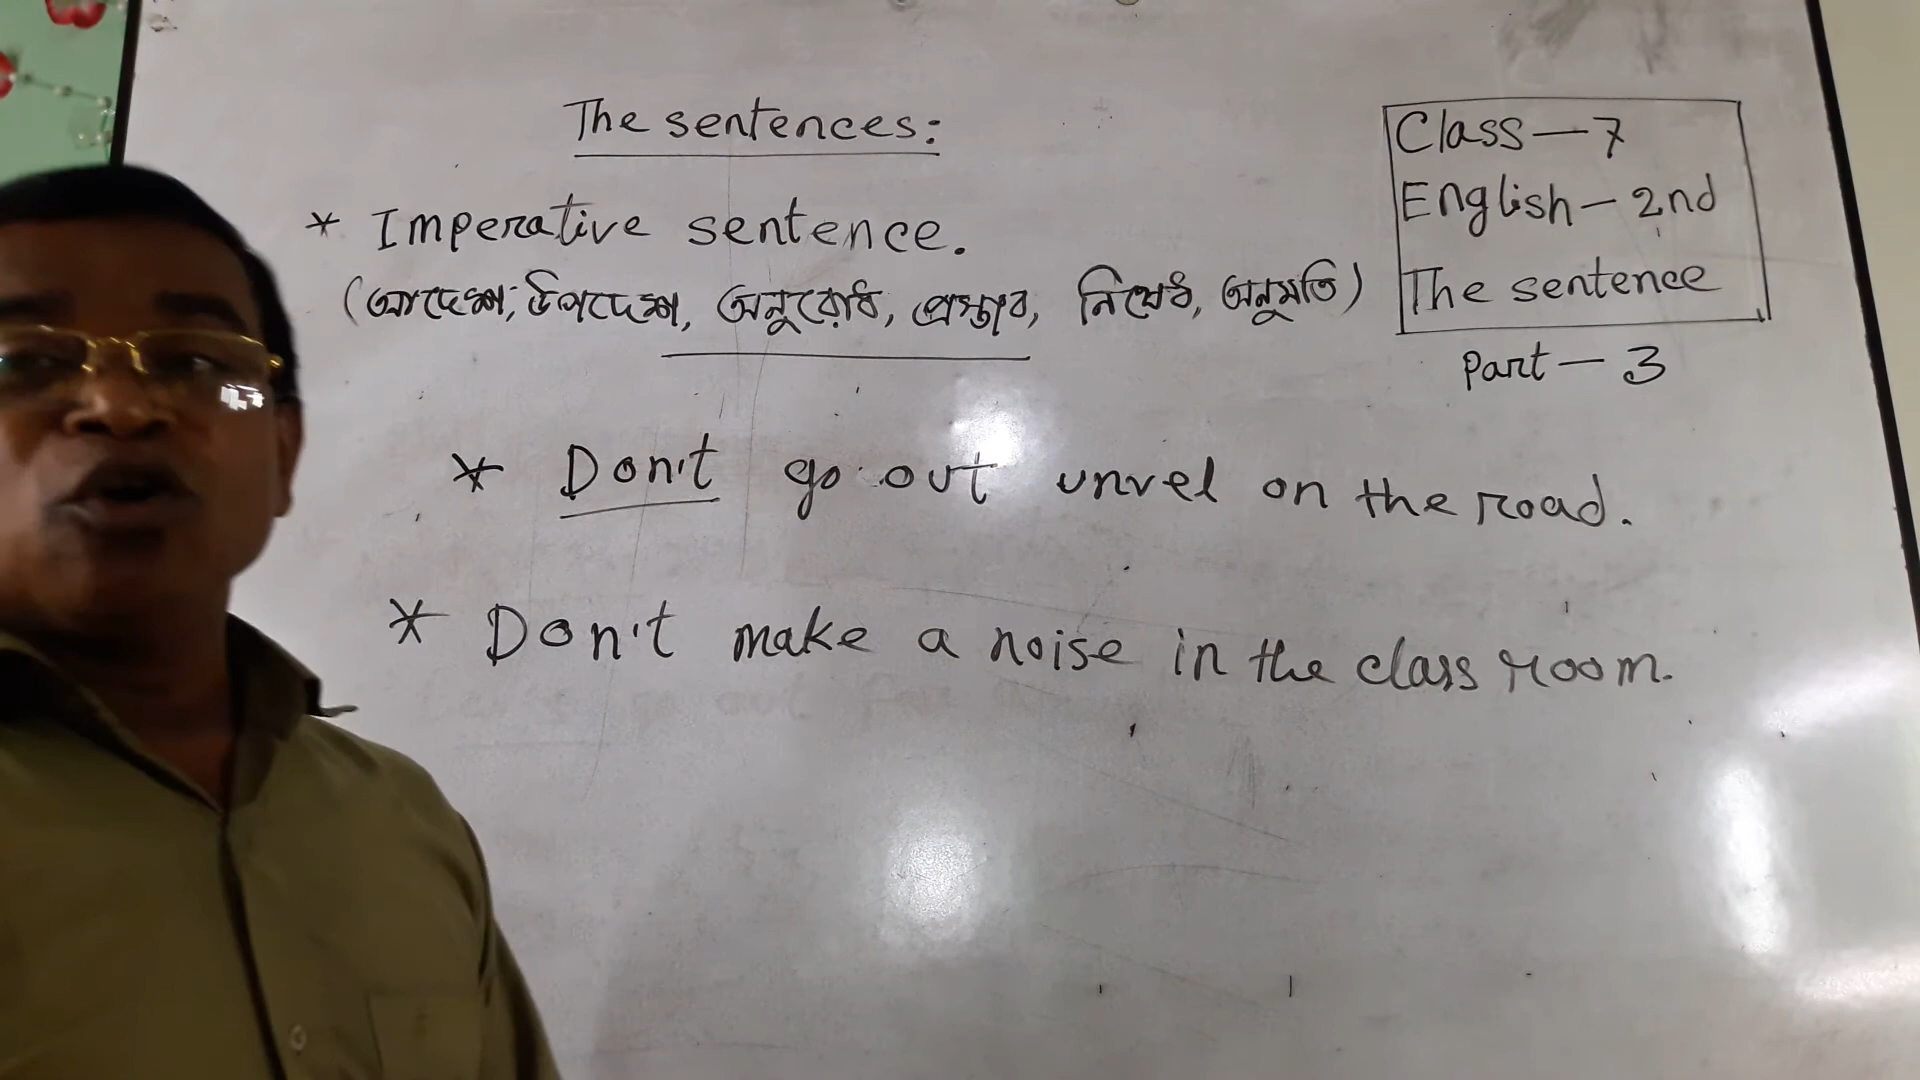 The sentences:
* Imperative sentence.
(আদেশ, উপদেশ, অনুরোধ, প্রস্তাব, নিষেধ, অনুমতি)
* Don't go out unvel on the road.
* Don't make a noise in the class room.
Class — 7
English — 2nd
The sentence
Part — 3